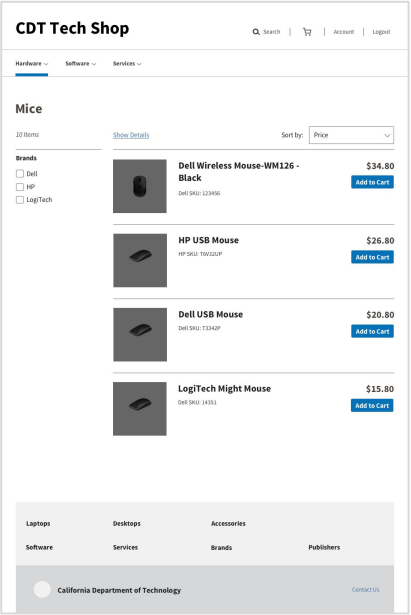 CDT Tech Shop
Search | | Account | Logout
Hardware Software Services
Mice
10 Items
Show Details
Sort by: Price
Brands
Dell
HP
LogiTech
Dell Wireless Mouse-WM126 -
Black
Dell SKU: 123456
$34.80
Add to Cart
HP USB Mouse
HP SKU: T6V32UP
$26.80
Add to Cart
Dell USB Mouse
Dell SKU: 73342P
$20.80
Add to Cart
LogiTech Might Mouse
Dell SKU: 14351
$15.80
Add to Cart
Laptops Desktops Accessories
Software Services Brands Publishers
California Department of Technology
Contact Us